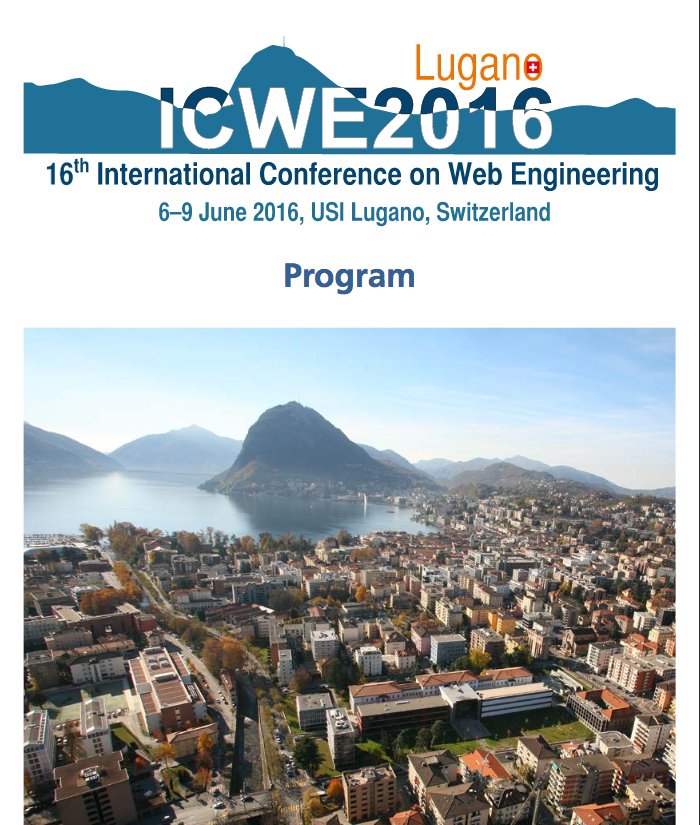 Lugano
ICWE2016
16th International Conference on Web Engineering
6–9 June 2016, USI Lugano, Switzerland
Program